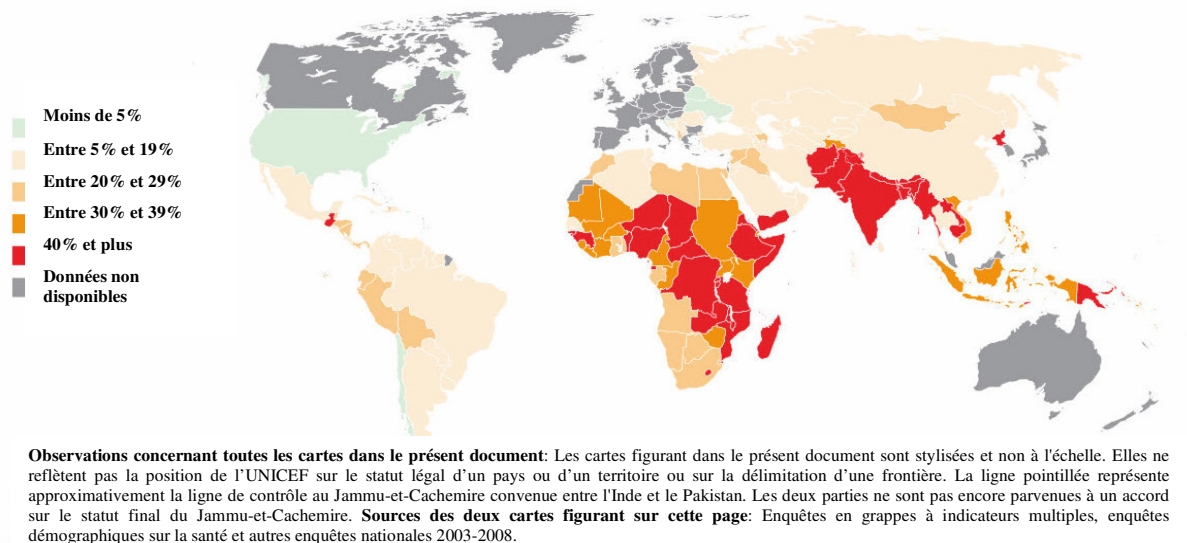 Moins de 5%
Entre 5% et 19%
Entre 20% et 29%
Entre 30% et 39%
40% et plus
Données non
disponibles
Observations concernant toutes les cartes dans le présent document: Les cartes figurant dans le présent document sont stylisées et non à l'échelle. Elles ne
reflètent pas la position de l'UNICEF sur le statut légal d'un pays ou d'un territoire ou sur la délimitation d'une frontière. La ligne pointillée représente
approximativement la ligne de contrôle au Jammu-et-Cachemire convenue entre l'Inde et le Pakistan. Les deux parties ne sont pas encore parvenues à un accord
sur le statut final du Jammu-et-Cachemire. Sources des deux cartes figurant sur cette page: Enquêtes en grappes à indicateurs multiples, enquêtes
démographiques sur la santé et autres enquêtes nationales 2003-2008.